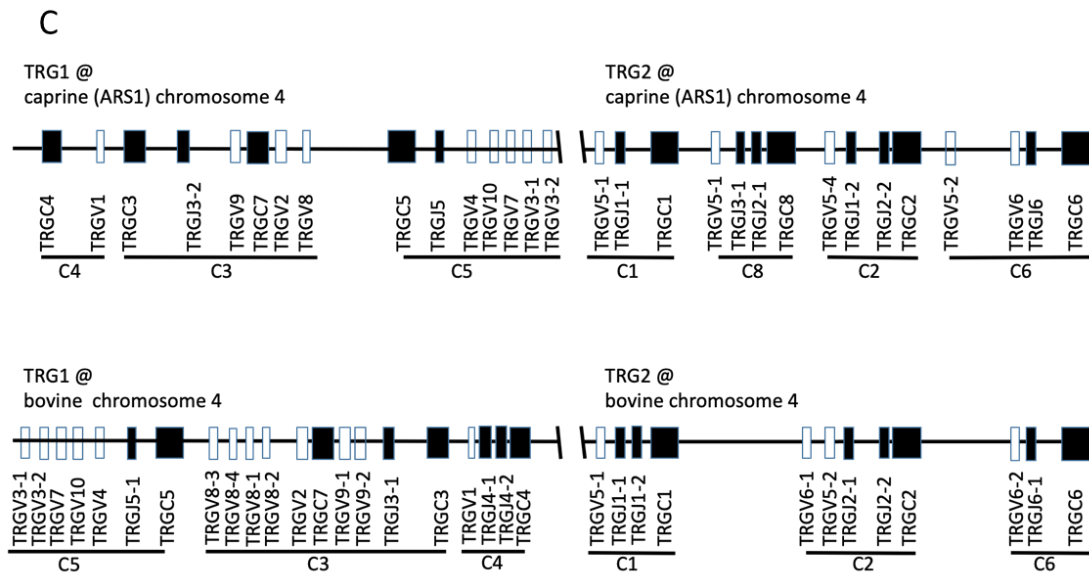 C
TRG1 @
caprine (ARS1) chromosome 4
TRG2 @
caprine (ARS1) chromosome 4
TRGC4
TRGV1
TRGC3
TRGJ3-2
TRGV9
TRGC7
TRGV2
TRGV8
TRGC5
TRGJ5
TRGV4
TRGV10
TRGV7
TRGV3-1
TRGV3-2
TRGV5-1
TRGJ1-1
TRGC1
TRGV5-1
TRGJ3-1
TRGJ2-1
TRGC8
TRGV5-4
TRGJ1-2
TRGJ2-2
TRGC2
TRGV5-2
TRGV6
TRGJ6
TRGC6
C4
C3
C5
C1
C8
C2
C6
TRG1 @
bovine chromosome 4
TRG2 @
bovine chromosome 4
TRGV3-1
TRGV3-2
TRGV7
TRGV10
TRGV4
TRGJ5-1
TRGC5
TRGV8-3
TRGV8-4
TRGV8-1
TRGV8-2
TRGV2
TRGC7
TRGV9-1
TRGV9-2
TRGJ3-1
TRGC3
TRGV1
TRGJ4-1
TRGJ4-2
TRGC4
TRGV5-1
TRGJ1-1
TRGJ1-2
TRGC1
TRGV6-1
TRGV5-2
TRGJ2-1
TRGJ2-2
TRGC2
TRGV6-2
TRGJ6-1
TRGC6
C5
C3
C4
C1
C2
C6